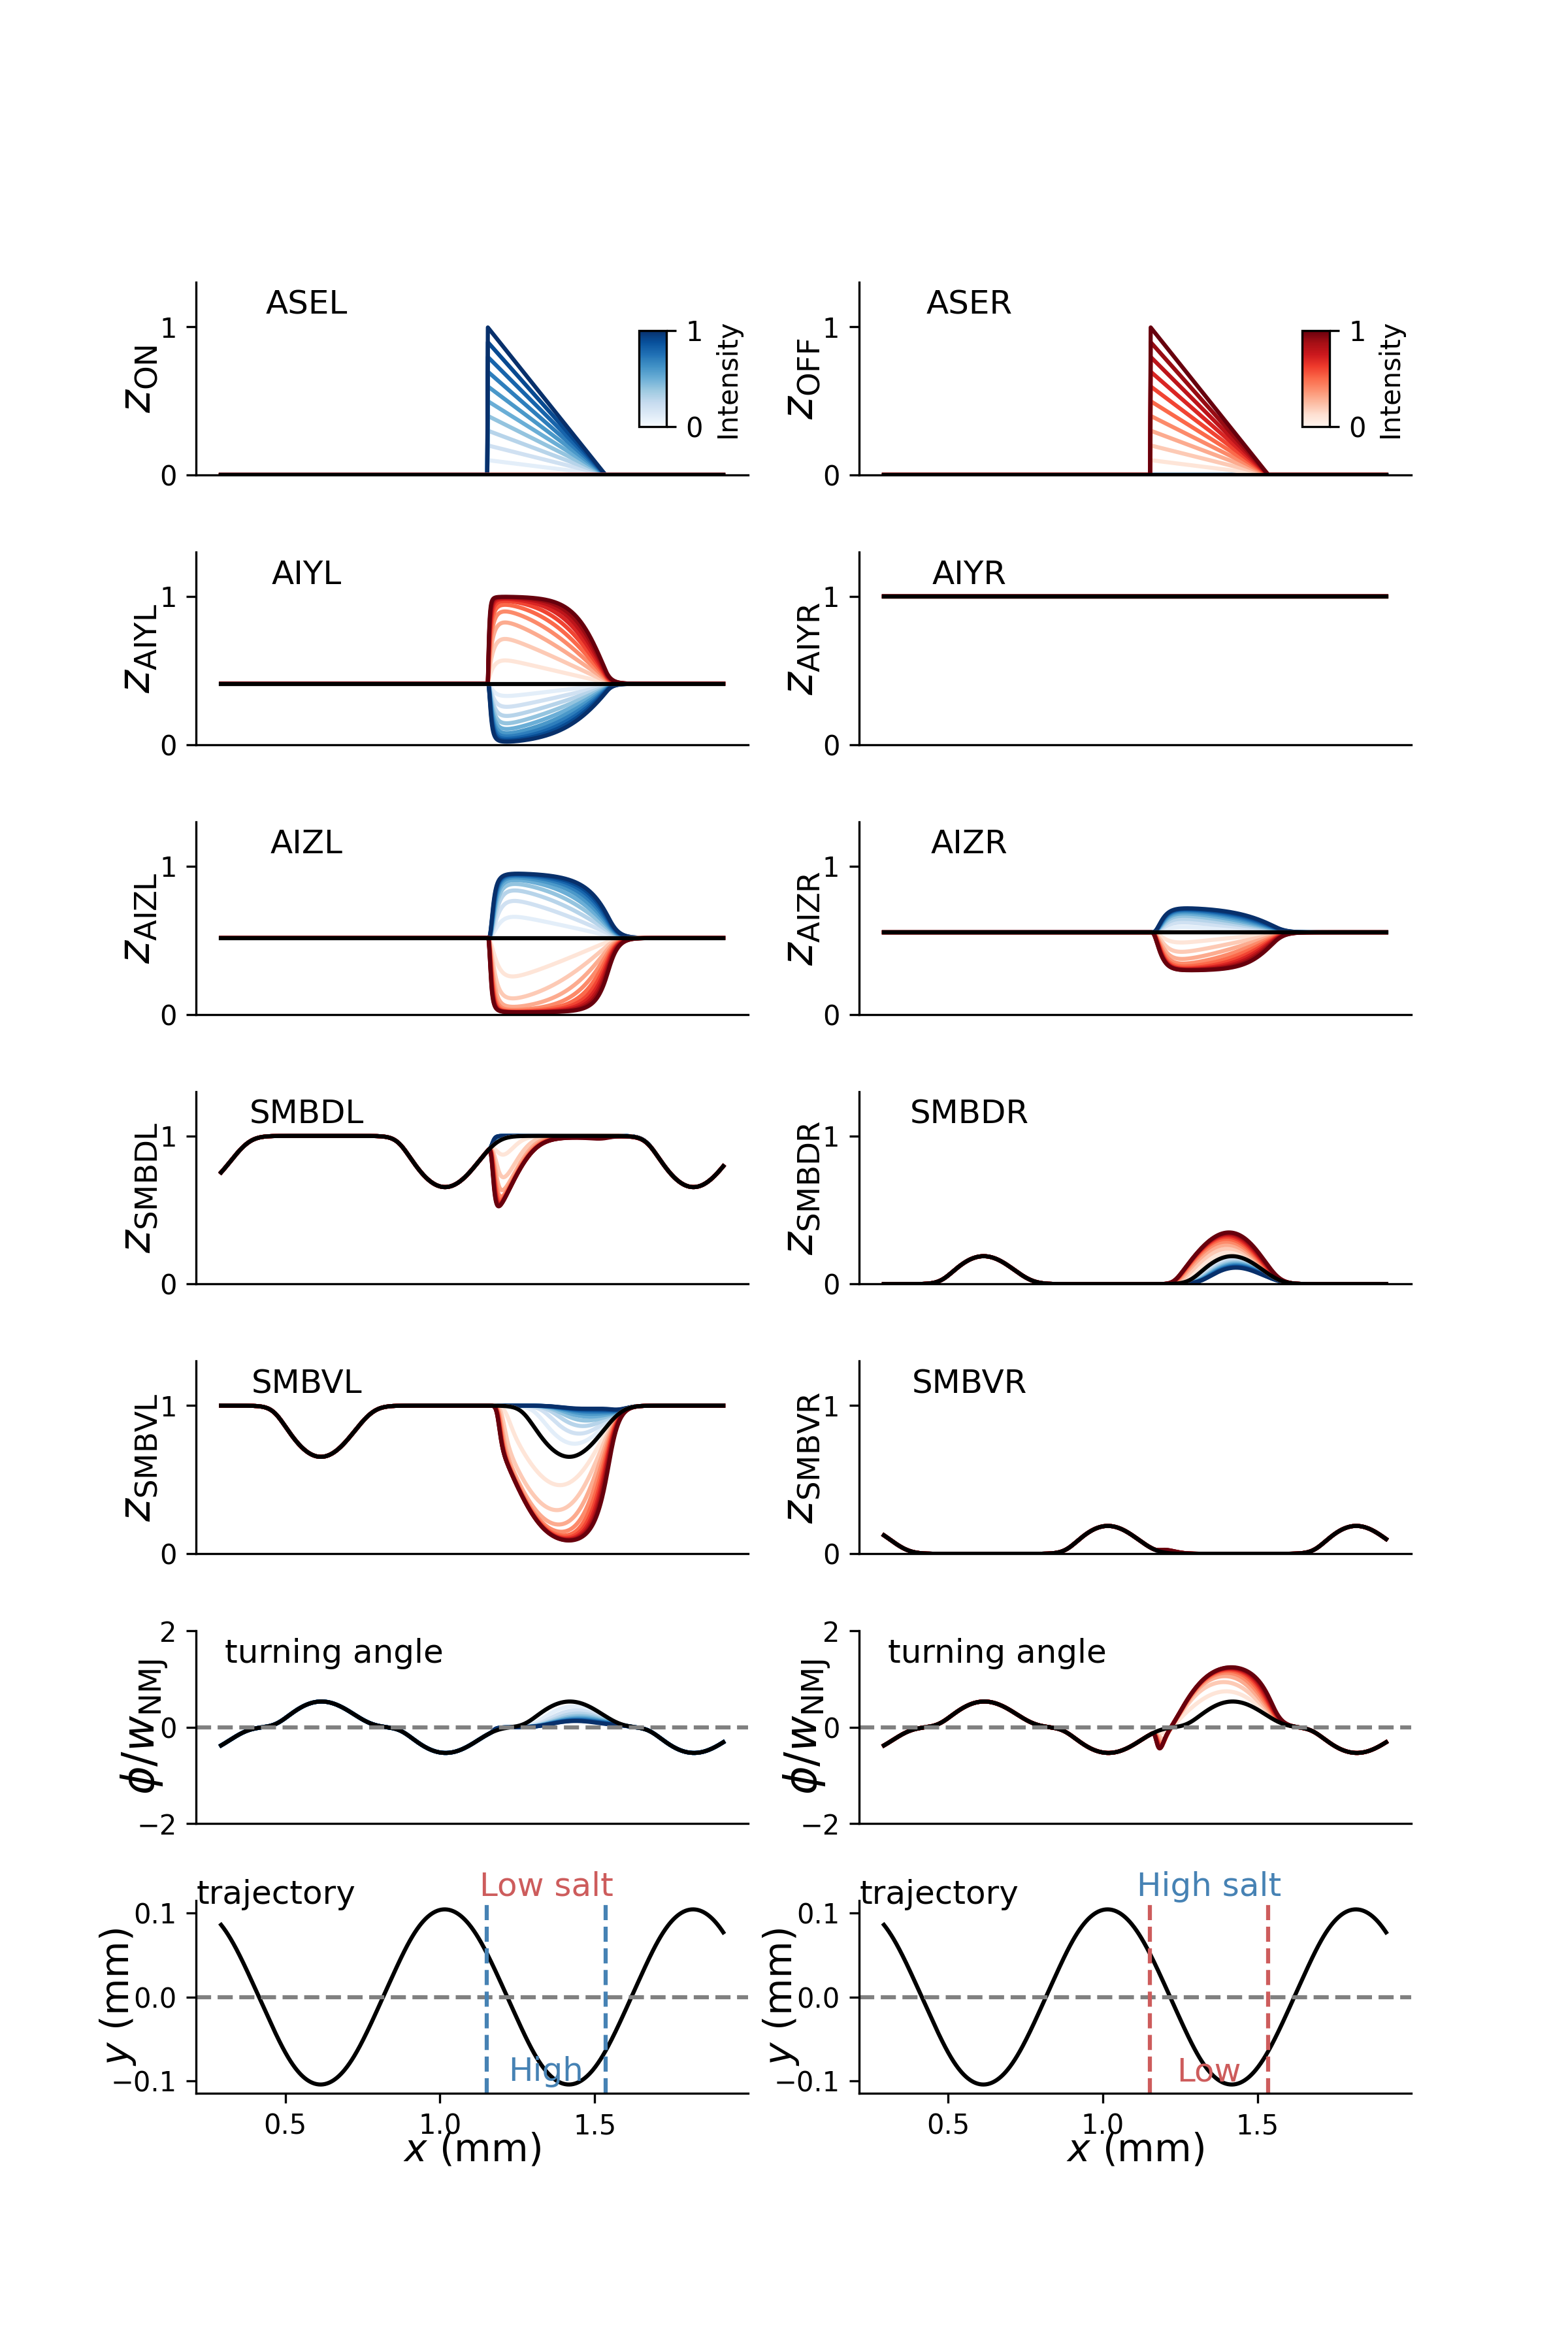 ASEL
ASER
1
0
z_ON
1
0
Intensity
1
0
z_OFF
1
0
Intensity
AIYL
AIYR
1
0
z_AIYL
1
0
z_AIYR
AIZL
AIZR
1
0
z_AIZL
1
0
z_AIZR
SMBDL
SMBDR
1
0
z_SMBDL
1
0
z_SMBDR
SMBVL
SMBVR
1
0
z_SMBVL
1
0
z_SMBVR
turning angle
turning angle
2
0
−2
ϕ/w_NMJ
2
0
−2
ϕ/w_NMJ
trajectory
Low salt
High
0.1
0.0
−0.1
y (mm)
0.5
1.0
1.5
x (mm)
trajectory
High salt
Low
0.1
0.0
−0.1
y (mm)
0.5
1.0
1.5
x (mm)